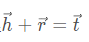 h⃗ + r⃗ = t⃗